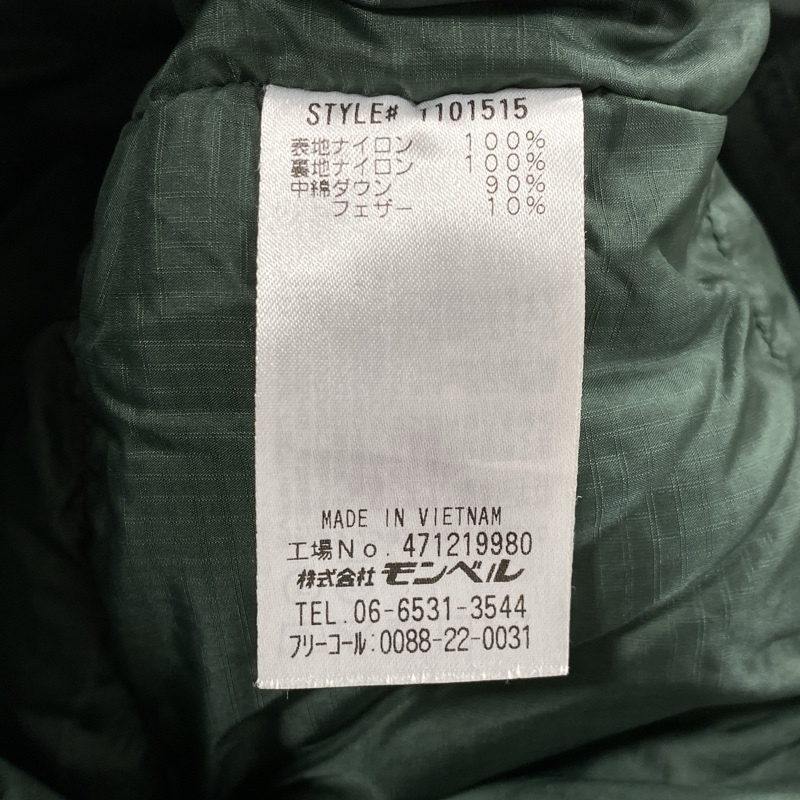 STYLE# 1101515
表地ナイロン 100%
裏地ナイロン 100%
中綿ダウン 90%
フェザー 10%
MADE IN VIETNAM
工場No. 471219980
株式会社モンベル
TEL.06-6531-3544
フリーコール:0088-22-0031